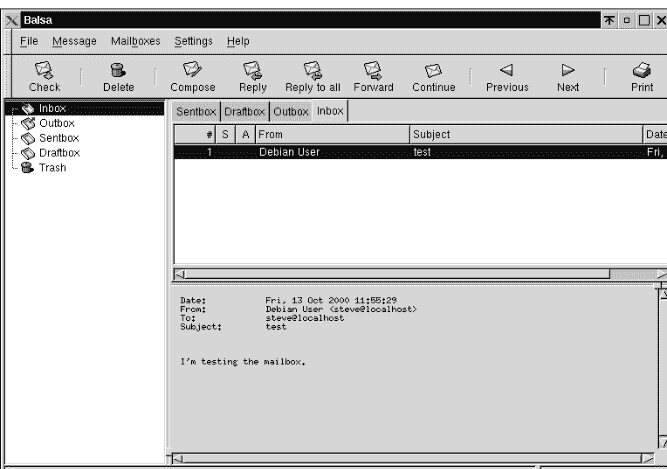 Balsa
File Message Mailboxes Settings Help
Check Delete Compose Reply Reply to all Forward Continue Previous Next Print
Inbox
Outbox
Sentbox
Draftbox
Trash
Sentbox Draftbox Outbox Inbox
# S A From Subject Date
1 Debian User test Fri,
Date: Fri, 13 Oct 2000 11:55:29
From: Debian User <steve@localhost>
To: steve@localhost
Subject: test
I'm testing the mailbox.